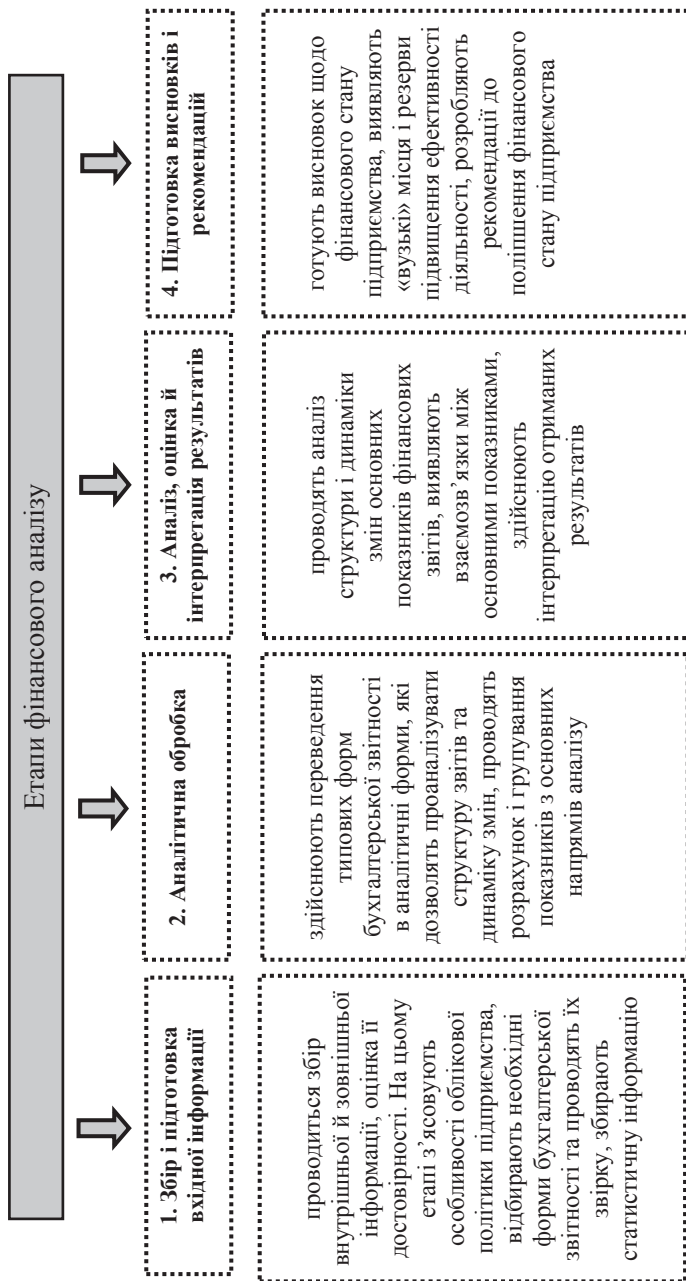 Етапи фінансового аналізу
1. Збір і підготовка
вхідної інформації
проводиться збір
внутрішньої й зовнішньої
інформації, оцінка її
достовірності. На цьому
етапі з’ясовують
особливості облікової
політики підприємства,
відбирають необхідні
форми бухгалтерської
звітності та проводять їх
звірку, збирають
статистичну інформацію
2. Аналітична обробка
здійснюють переведення
типових форм
бухгалтерської звітності
в аналітичні форми, які
дозволять проаналізувати
структуру звітів та
динаміку змін, проводять
розрахунок і групування
показників з основних
напрямів аналізу
3. Аналіз, оцінка й
інтерпретація результатів
проводять аналіз
структури і динаміки
змін основних
показників фінансових
звітів, виявляють
взаємозв’язки між
основними показниками,
здійснюють
інтерпретацію отриманих
результатів
4. Підготовка висновків і
рекомендацій
готують висновок щодо
фінансового стану
підприємства, виявляють
«вузькі» місця і резерви
підвищення ефективності
діяльності, розробляють
рекомендації до
поліпшення фінансового
стану підприємства